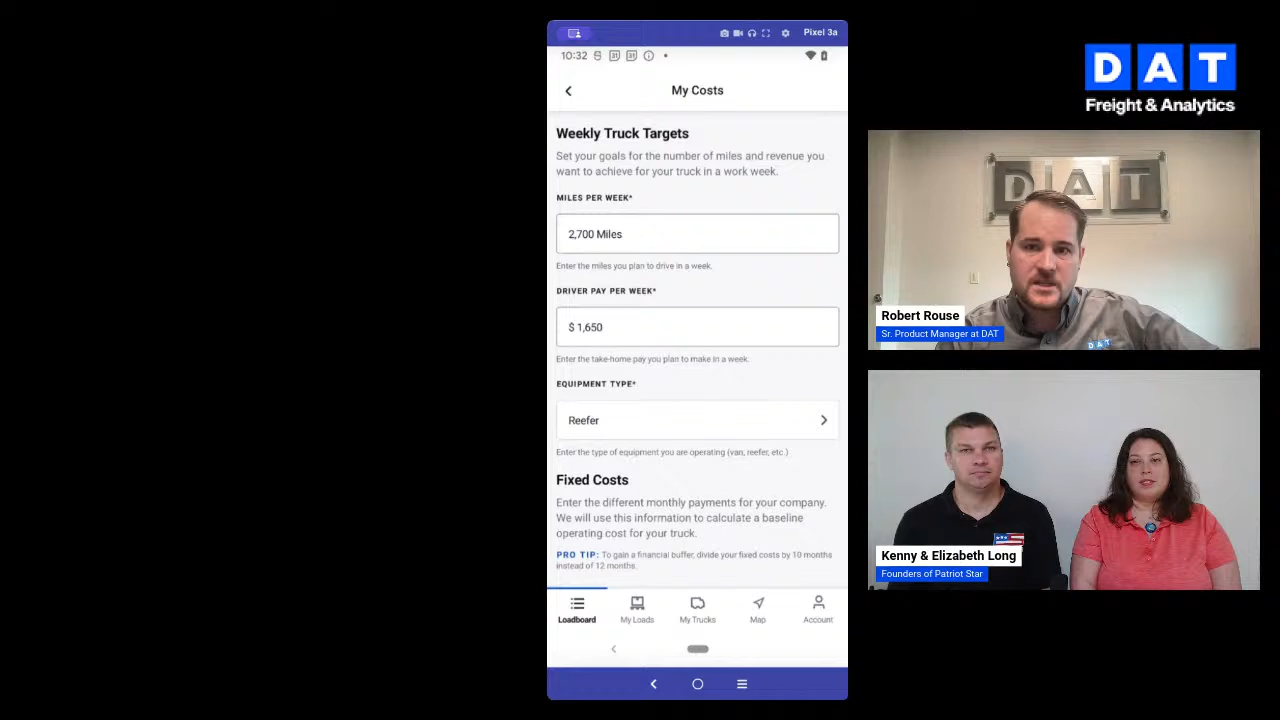 Pixel 3a
10:32
My Costs
Weekly Truck Targets
Set your goals for the number of miles and revenue you
want to achieve for your truck in a work week.
MILES PER WEEK*
2,700 Miles
Enter the miles you plan to drive in a week.
DRIVER PAY PER WEEK*
$ 1,650
Enter the take-home pay you plan to make in a week.
EQUIPMENT TYPE*
Reefer
Enter the type of equipment you are operating (van, reefer, etc.)
Fixed Costs
Enter the different monthly payments for your company.
We will use this information to calculate a baseline
operating cost for your truck.
PRO TIP: To gain a financial buffer, divide your fixed costs by 10 months
instead of 12 months.
Loadboard
My Loads
My Trucks
Map
Account
DAT
Freight & Analytics
DAT
DAT
Robert Rouse
Sr. Product Manager at DAT
Kenny & Elizabeth Long
Founders of Patriot Star